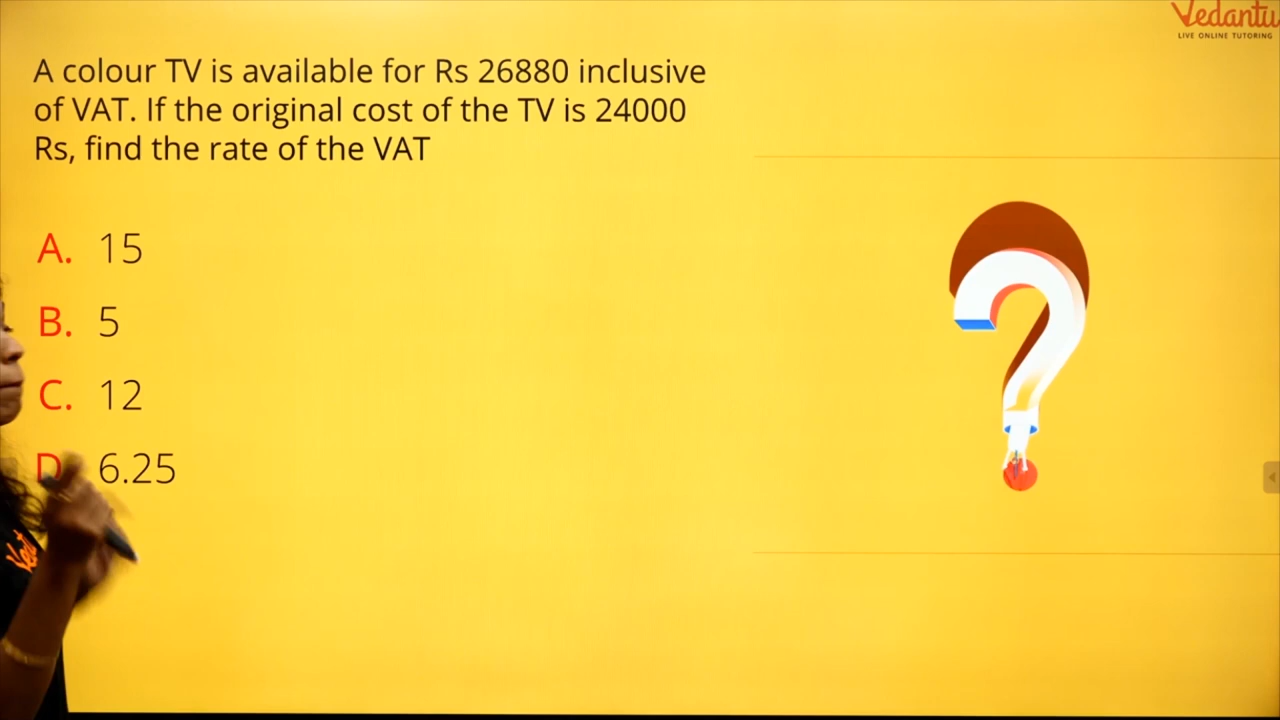 Vedantu
LIVE ONLINE TUTORING
A colour TV is available for Rs 26880 inclusive
of VAT. If the original cost of the TV is 24000
Rs, find the rate of the VAT
A. 15
B. 5
C. 12
D. 6.25